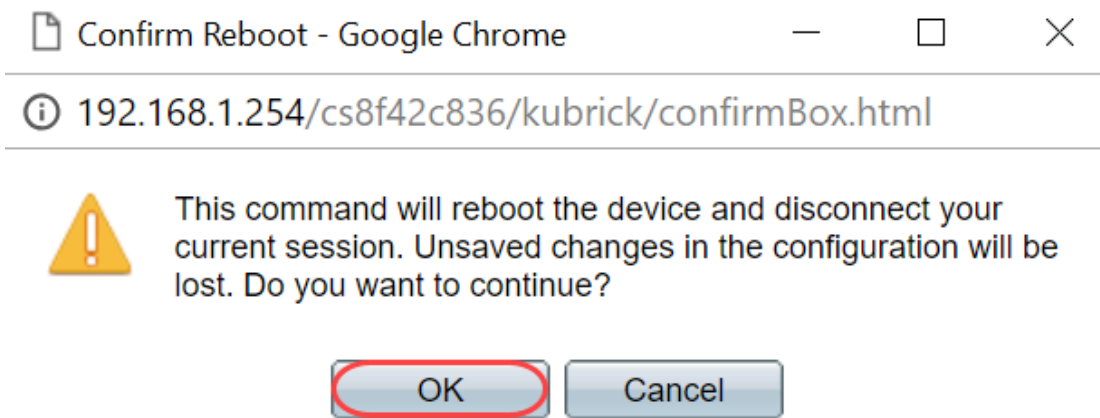 Confirm Reboot - Google Chrome
192.168.1.254/cs8f42c836/kubrick/confirmBox.html
This command will reboot the device and disconnect your
current session. Unsaved changes in the configuration will be
lost. Do you want to continue?
OK Cancel